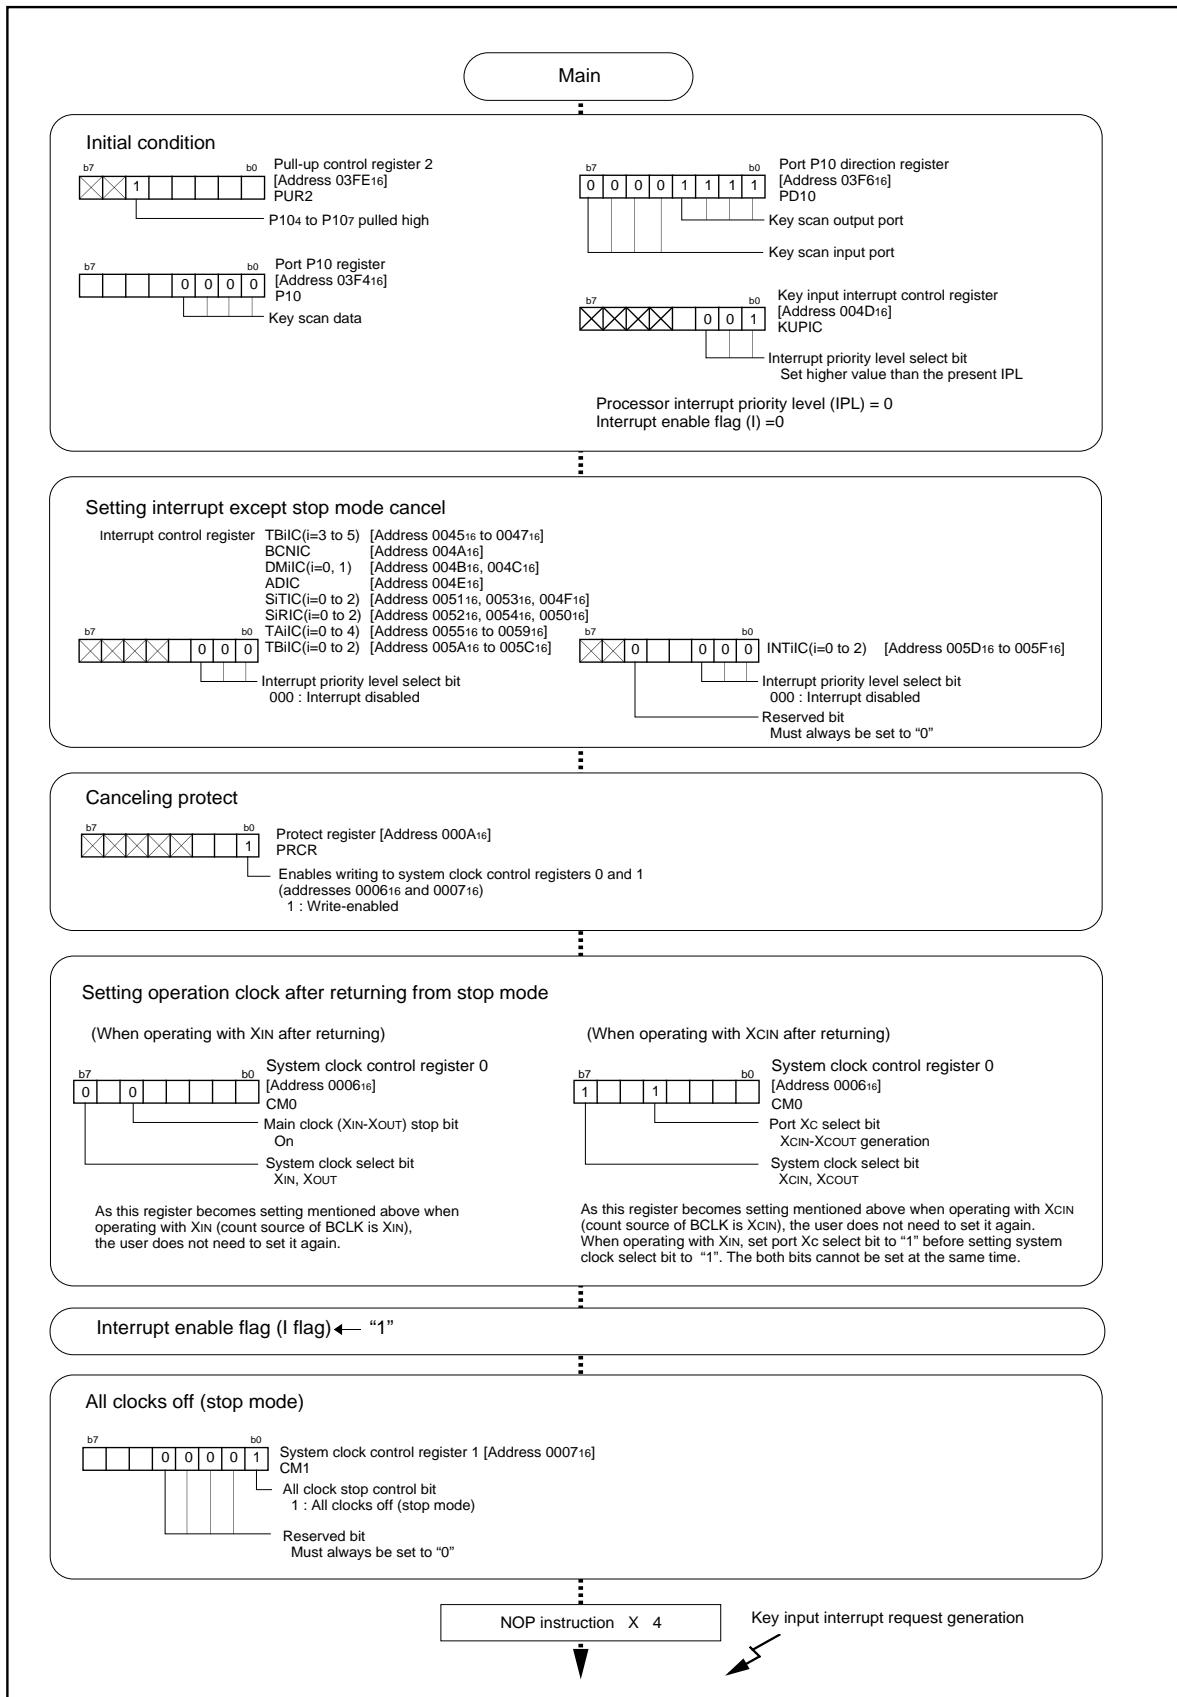 Main
Initial condition
b7 b0
1
Pull-up control register 2
[Address 03FE16]
PUR2
P104 to P107 pulled high
b7 b0
0 0 0 0 1 1 1 1
Port P10 direction register
[Address 03F616]
PD10
Key scan output port
Key scan input port
b7 b0
0 0 0 0
Port P10 register
[Address 03F416]
P10
Key scan data
b7 b0
0 0 1
Key input interrupt control register
[Address 004D16]
KUPIC
Interrupt priority level select bit
Set higher value than the present IPL
Processor interrupt priority level (IPL) = 0
Interrupt enable flag (I) =0
Setting interrupt except stop mode cancel
Interrupt control register TBiIC(i=3 to 5) [Address 004516 to 004716]
BCNIC [Address 004A16]
DMiIC(i=0, 1) [Address 004B16, 004C16]
ADIC [Address 004E16]
SiTIC(i=0 to 2) [Address 005116, 005316, 004F16]
SiRIC(i=0 to 2) [Address 005216, 005416, 005016]
TAiIC(i=0 to 4) [Address 005516 to 005916]
TBiIC(i=0 to 2) [Address 005A16 to 005C16]
b7 b0
0 0 0
Interrupt priority level select bit
000 : Interrupt disabled
b7 b0
0 0 0 0
INTiIC(i=0 to 2) [Address 005D16 to 005F16]
Interrupt priority level select bit
000 : Interrupt disabled
Reserved bit
Must always be set to “0”
Canceling protect
b7 b0
1
Protect register [Address 000A16]
PRCR
Enables writing to system clock control registers 0 and 1
(addresses 000616 and 000716)
1 : Write-enabled
Setting operation clock after returning from stop mode
(When operating with XIN after returning)
b7 b0
0 0
System clock control register 0
[Address 000616]
CM0
Main clock (XIN-XOUT) stop bit
On
System clock select bit
XIN, XOUT
As this register becomes setting mentioned above when
operating with XIN (count source of BCLK is XIN),
the user does not need to set it again.
(When operating with XCIN after returning)
b7 b0
1 1
System clock control register 0
[Address 000616]
CM0
Port XC select bit
XCIN-XCOUT generation
System clock select bit
XCIN, XCOUT
As this register becomes setting mentioned above when operating with XCIN
(count source of BCLK is XCIN), the user does not need to set it again.
When operating with XIN, set port XC select bit to “1” before setting system
clock select bit to “1”. The both bits cannot be set at the same time.
Interrupt enable flag (I flag) ← “1”
All clocks off (stop mode)
b7 b0
0 0 0 0 1
System clock control register 1 [Address 000716]
CM1
All clock stop control bit
1 : All clocks off (stop mode)
Reserved bit
Must always be set to “0”
NOP instruction X 4
Key input interrupt request generation